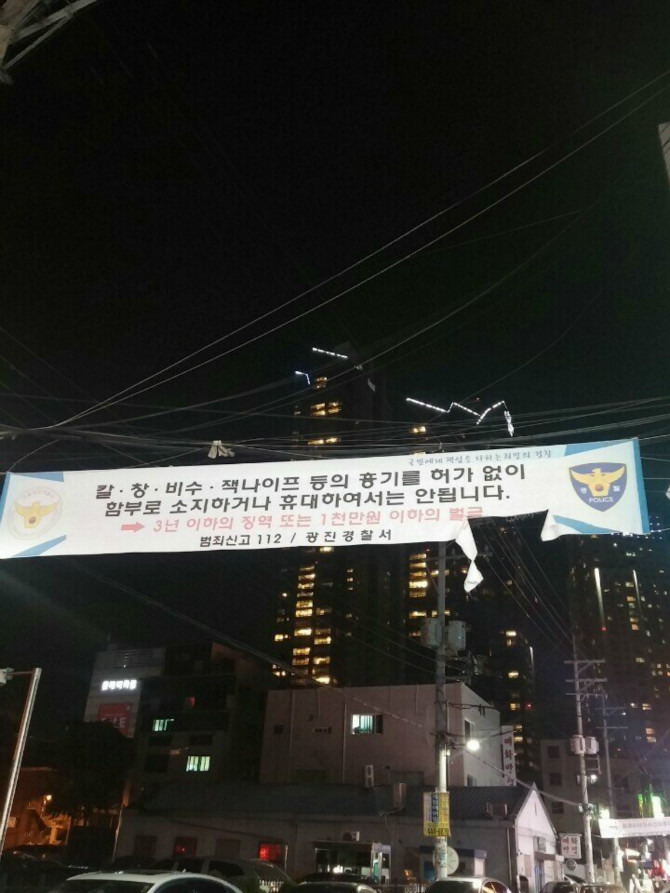 칼·창·비수·잭나이프 등의 흉기를 허가 없이
함부로 소지하거나 휴대하여서는 안됩니다.
➡ 3년 이하의 징역 또는 1천만원 이하의 벌금
범죄신고 112 / 광진경찰서
경찰
POLICE